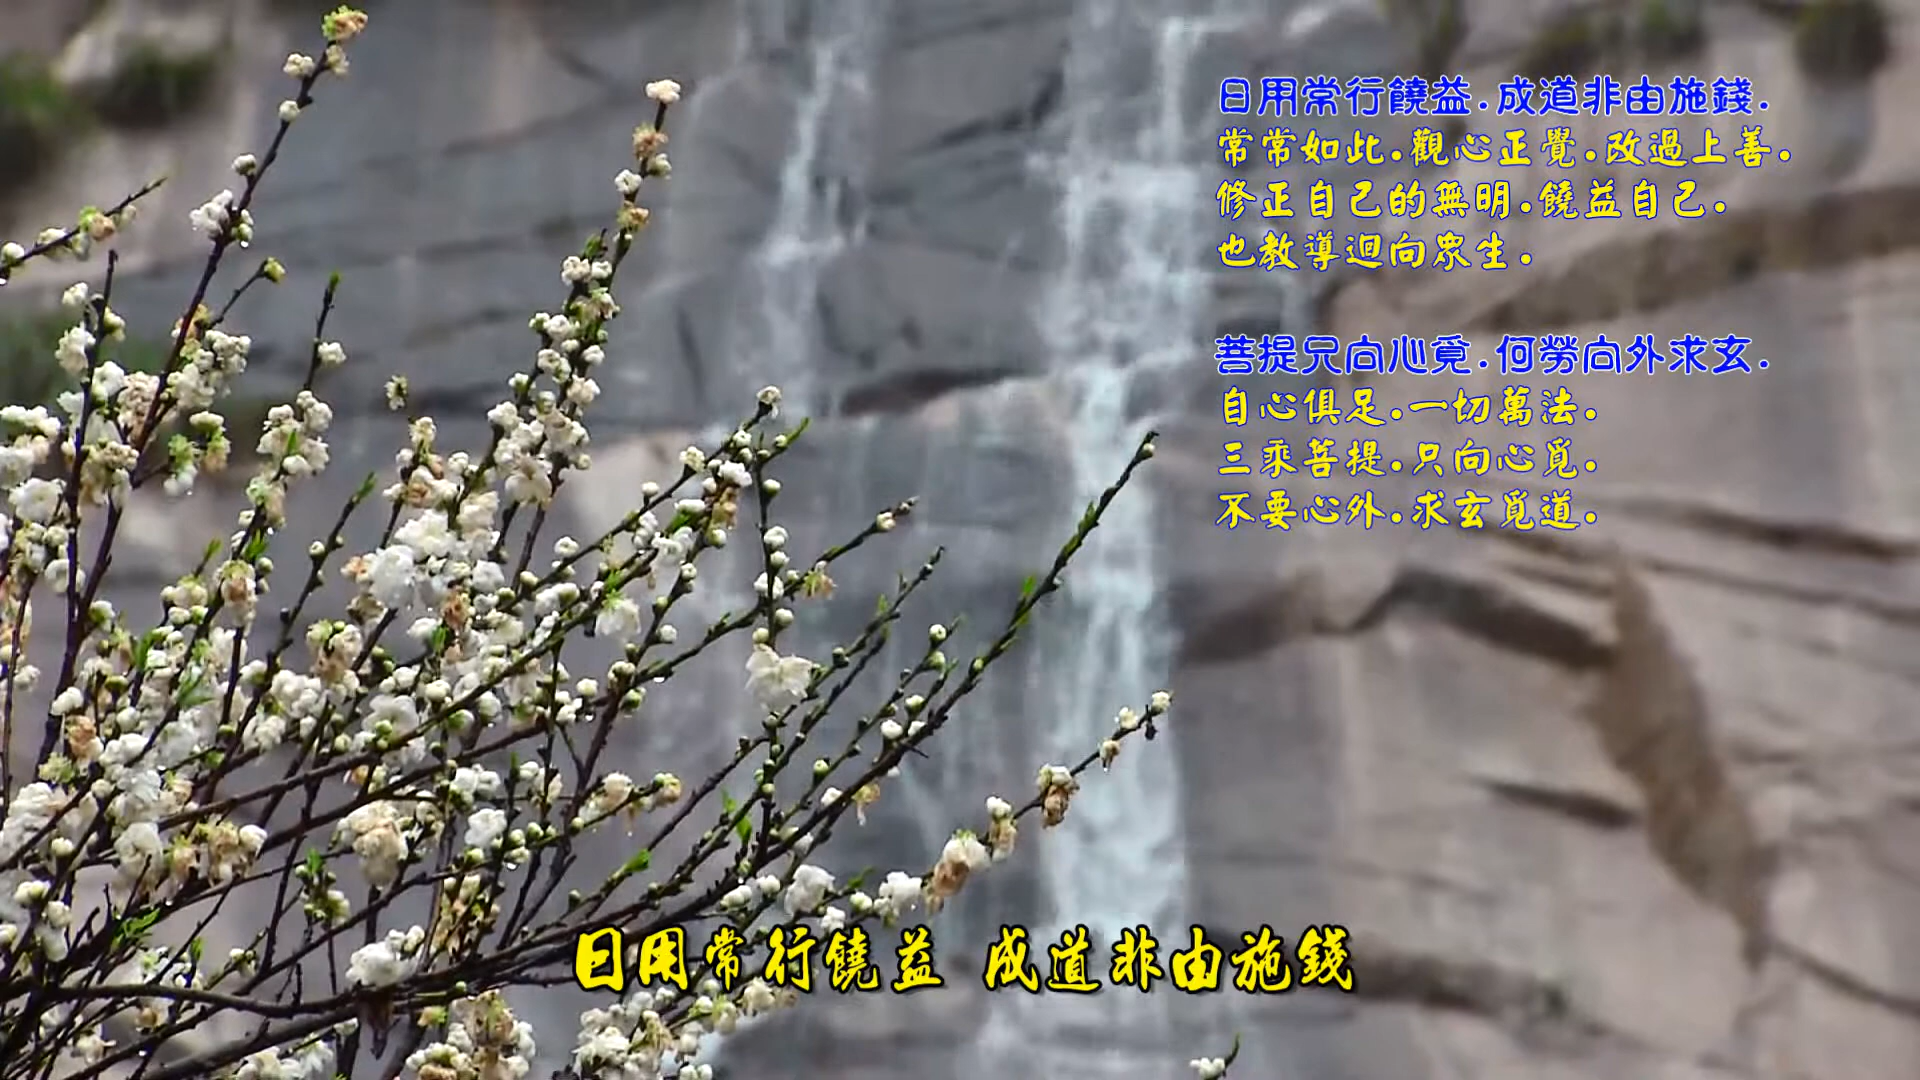 日用常行饒益.成道非由施錢.
常常如此.觀心正覺.改過上善.
修正自己的無明.饒益自己.
也教導迴向眾生.
菩提只向心覓.何勞向外求玄.
自心俱足.一切萬法.
三乘菩提.只向心覓.
不要心外.求玄覓道.
日用常行饒益 成道非由施錢